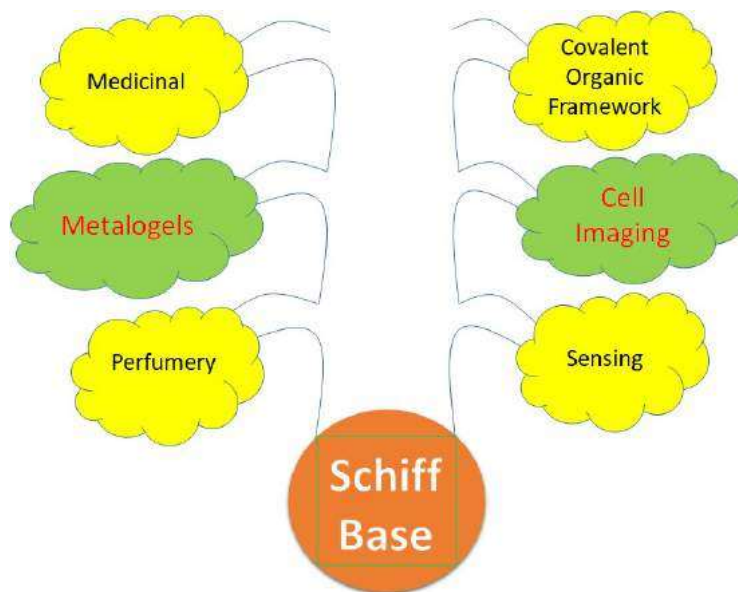 Medicinal
Covalent
Organic
Framework
Metalogels
Cell
Imaging
Perfumery
Sensing
Schiff
Base